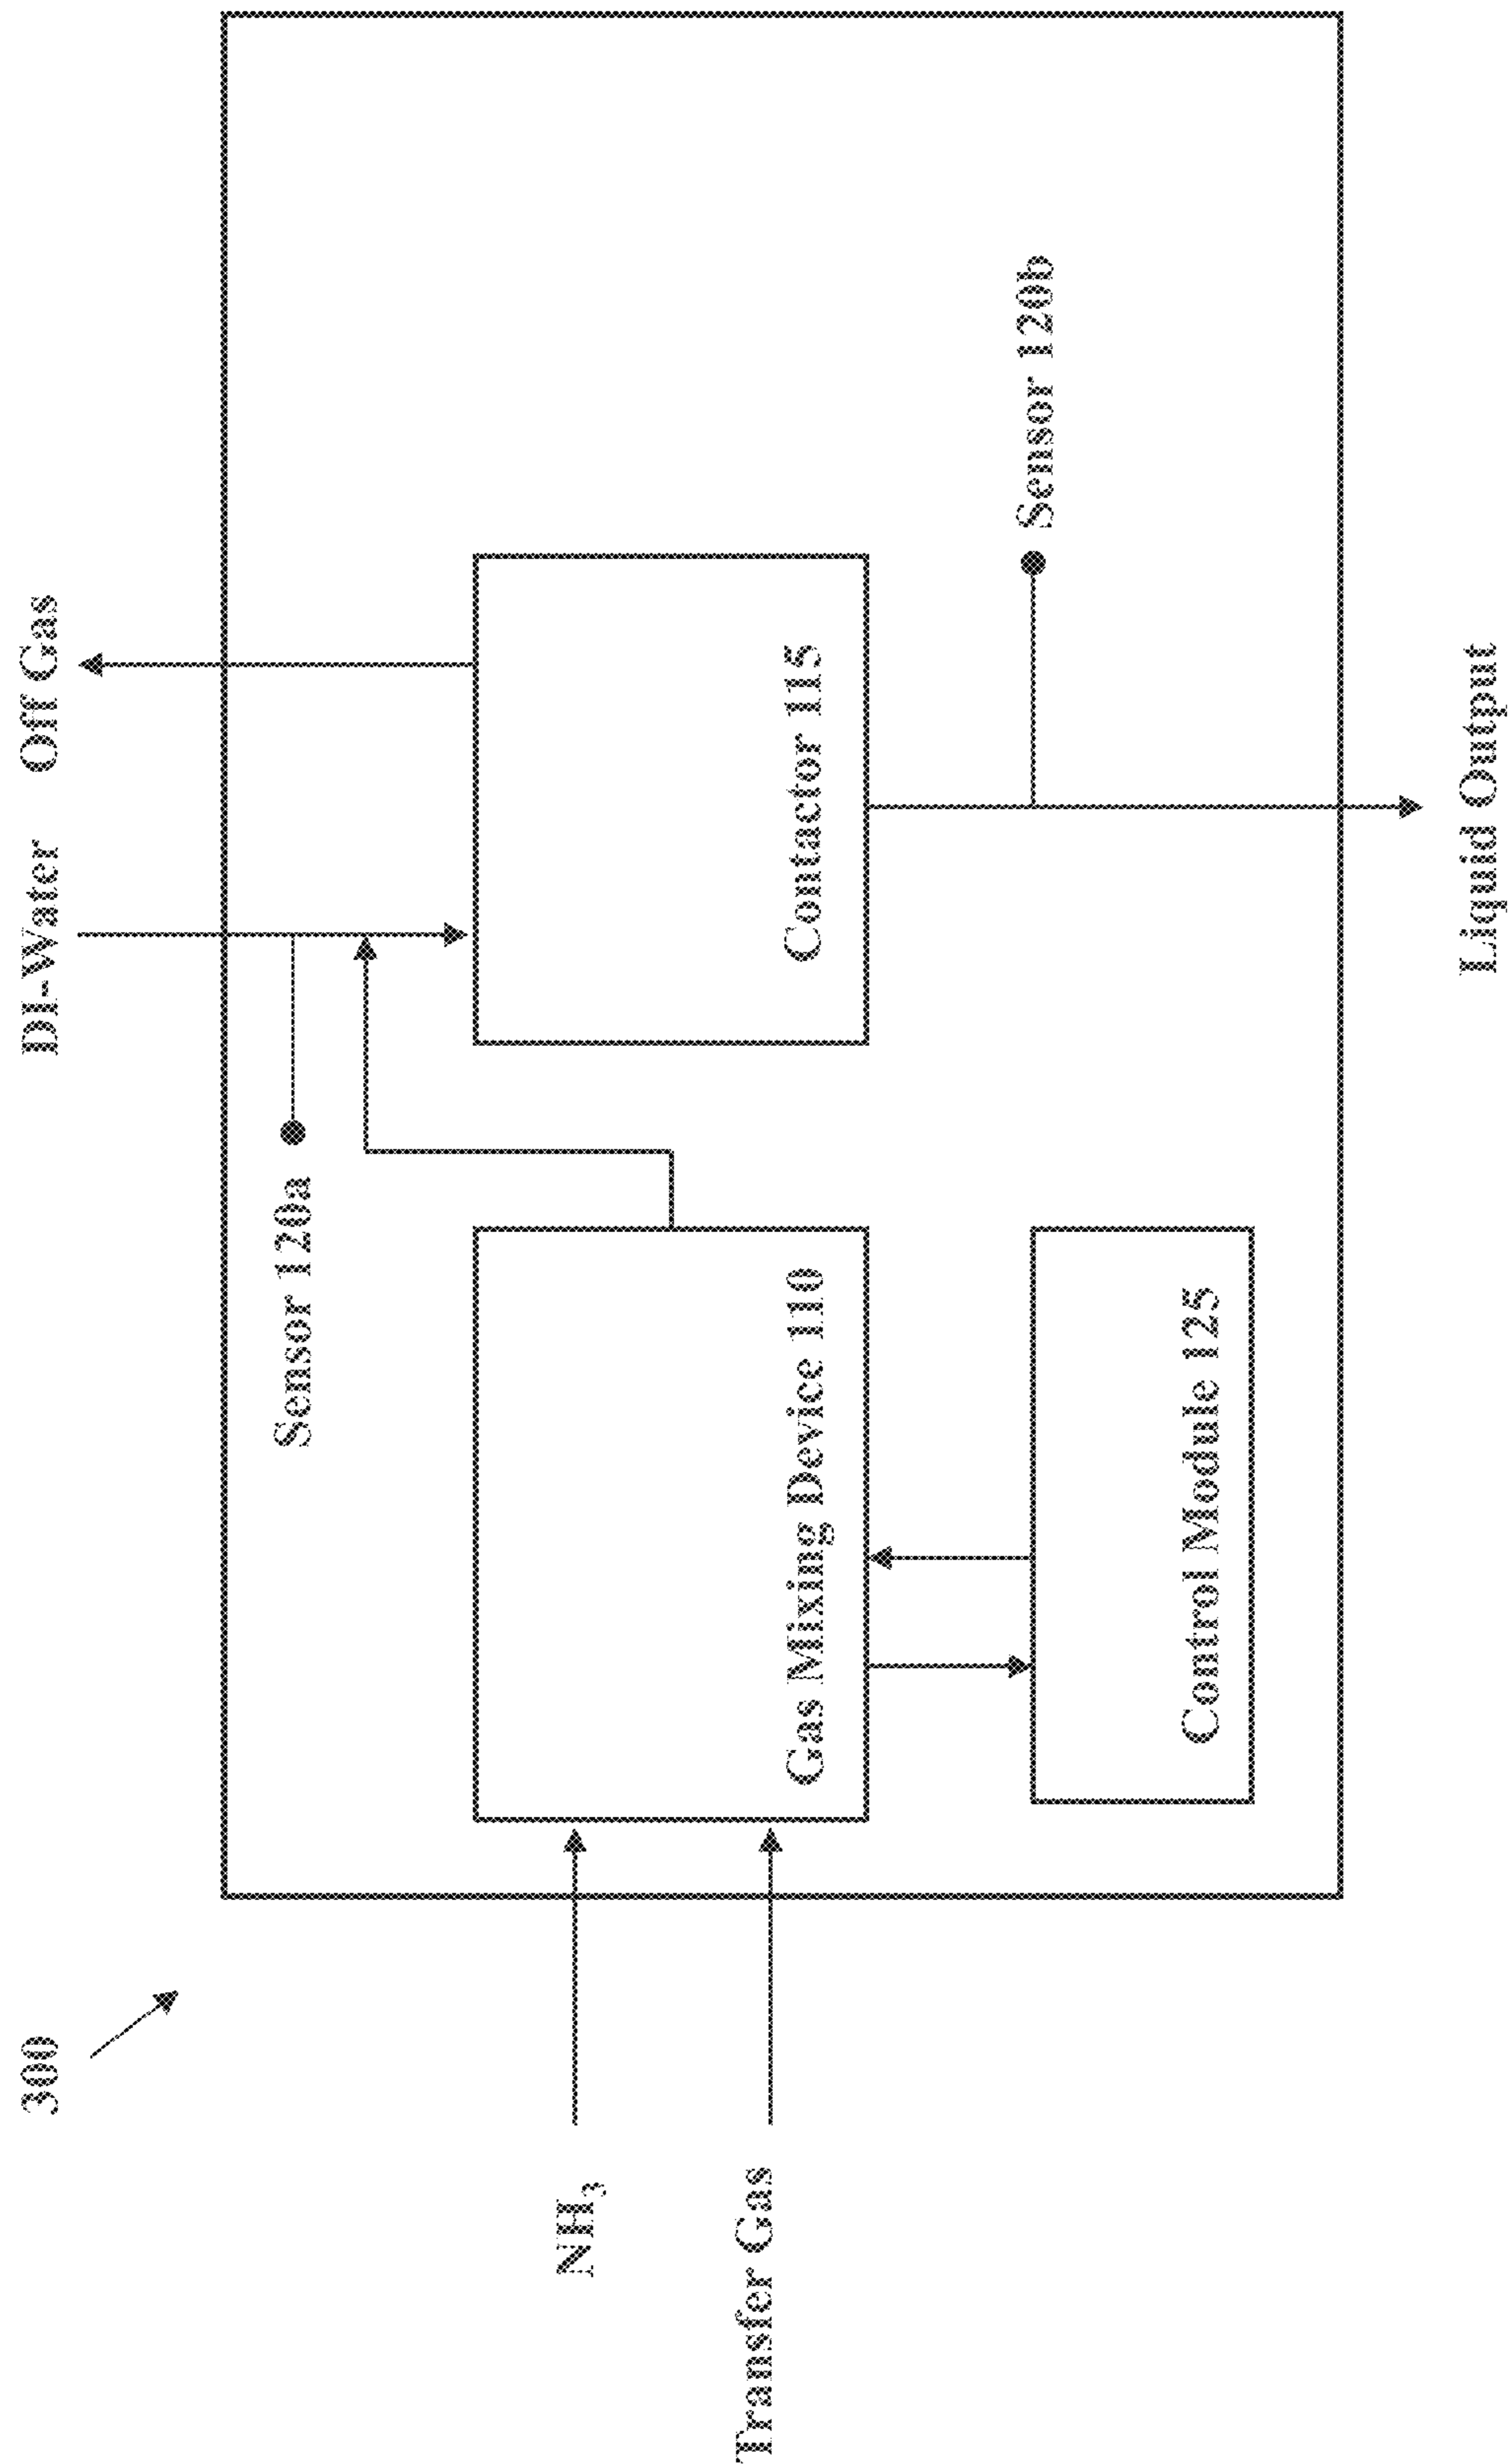 300
DI-Water
Off Gas
Sensor 120a
NH₃
Transfer Gas
Gas Mixing Device 110
Contactor 115
Sensor 120b
Control Module 125
Liquid Output